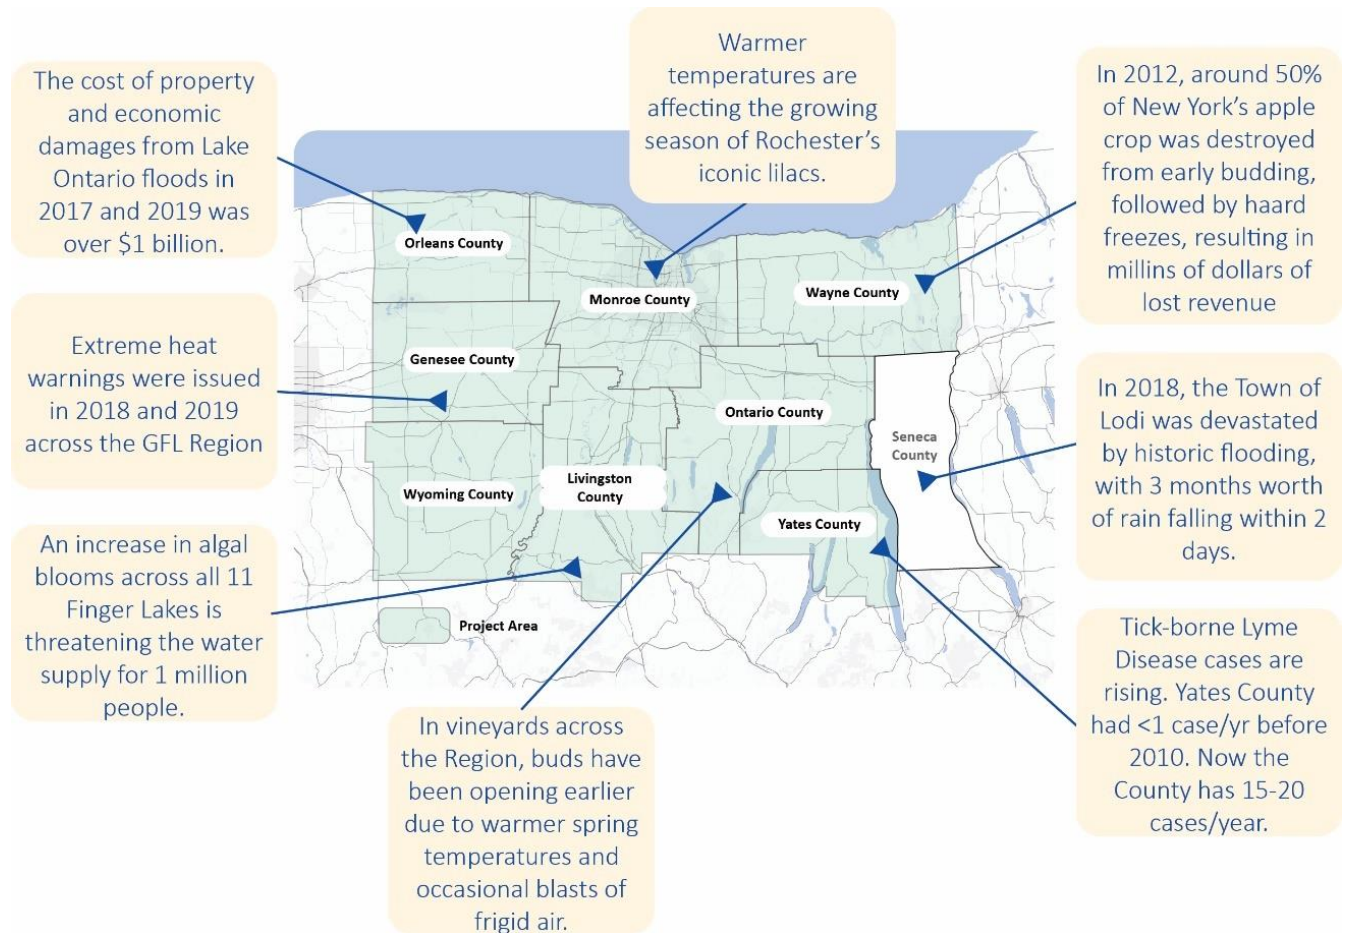 The cost of property
and economic
damages from Lake
Ontario floods in
2017 and 2019 was
over $1 billion.
Warmer
temperatures are
affecting the growing
season of Rochester’s
iconic lilacs.
In 2012, around 50%
of New York’s apple
crop was destroyed
from early budding,
followed by haard
freezes, resulting in
millins of dollars of
lost revenue
Extreme heat
warnings were issued
in 2018 and 2019
across the GFL Region
In 2018, the Town of
Lodi was devastated
by historic flooding,
with 3 months worth
of rain falling within 2
days.
An increase in algal
blooms across all 11
Finger Lakes is
threatening the water
supply for 1 million
people.
In vineyards across
the Region, buds have
been opening earlier
due to warmer spring
temperatures and
occasional blasts of
frigid air.
Tick-borne Lyme
Disease cases are
rising. Yates County
had <1 case/yr before
2010. Now the
County has 15-20
cases/year.
Orleans County
Monroe County
Wayne County
Genesee County
Ontario County
Seneca
County
Wyoming County
Livingston
County
Yates County
Project Area